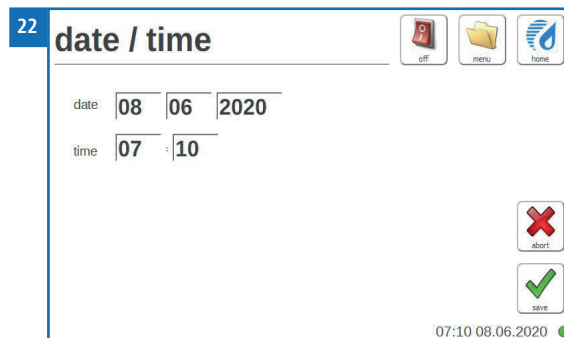 22
date / time
off menu home
date 08 06 2020
time 07 : 10
abort
save
07:10 08.06.2020